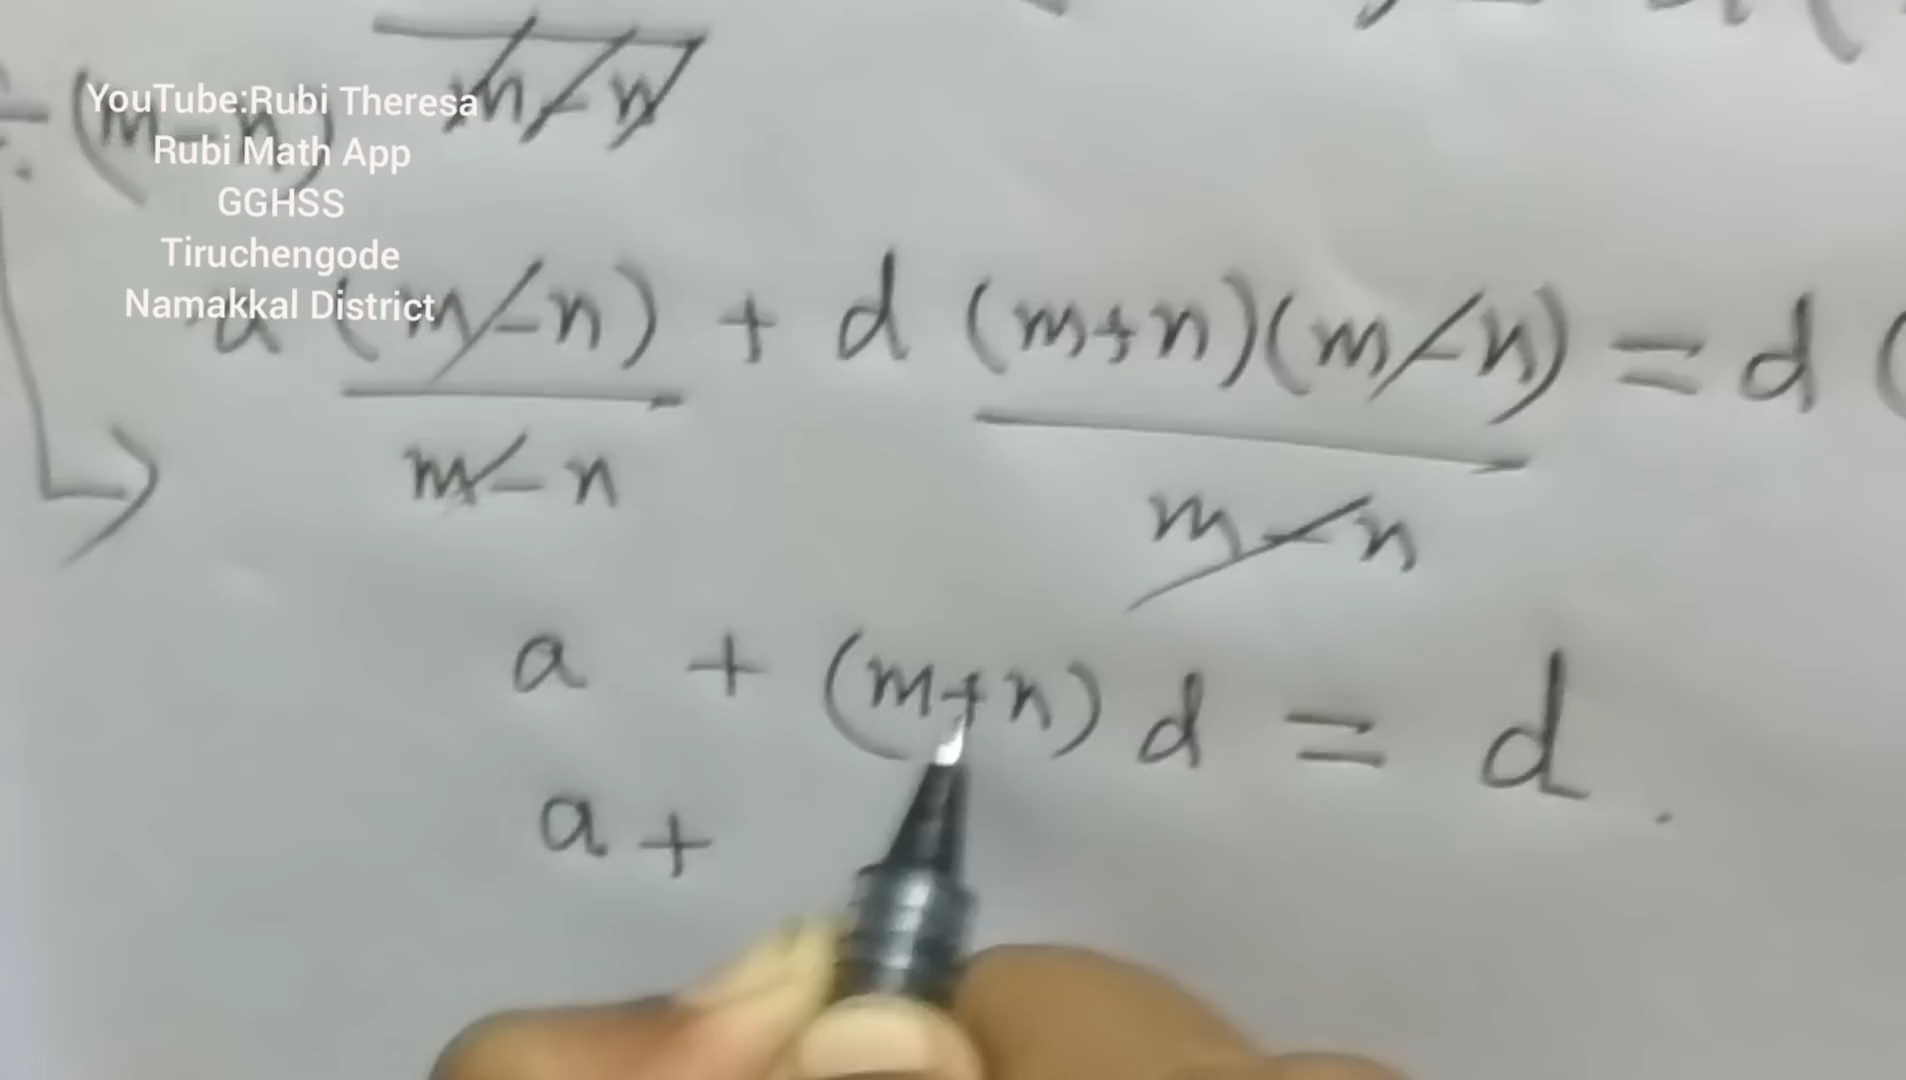 m-n
÷(m-n)
YouTube:Rubi Theresa
Rubi Math App
GGHSS
Tiruchengode
Namakkal District
a (m-n) + d (m+n)(m-n) = d (
m-n m-n
a + (m+n) d = d
a +